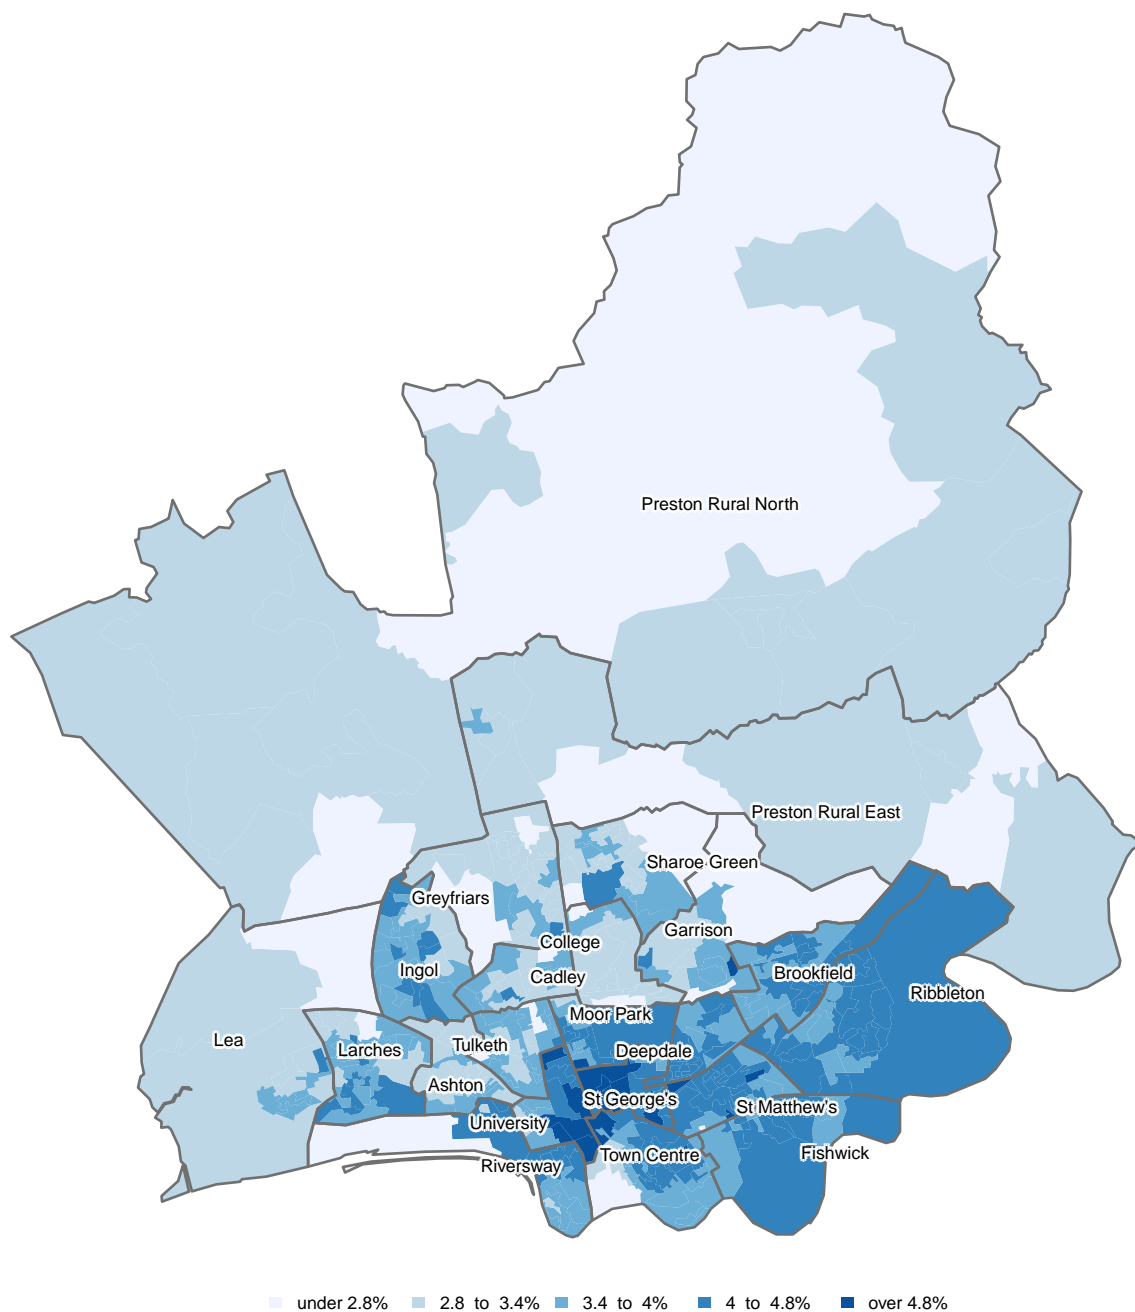 Preston Rural North
Preston Rural East
Sharoe Green
Greyfriars
Garrison
College
Ingol
Cadley
Brookfield
Ribbleton
Moor Park
Lea
Larches
Tulketh
Deepdale
Ashton
St George's
St Matthew's
University
Town Centre
Fishwick
Riversway
under 2.8% 2.8 to 3.4% 3.4 to 4% 4 to 4.8% over 4.8%